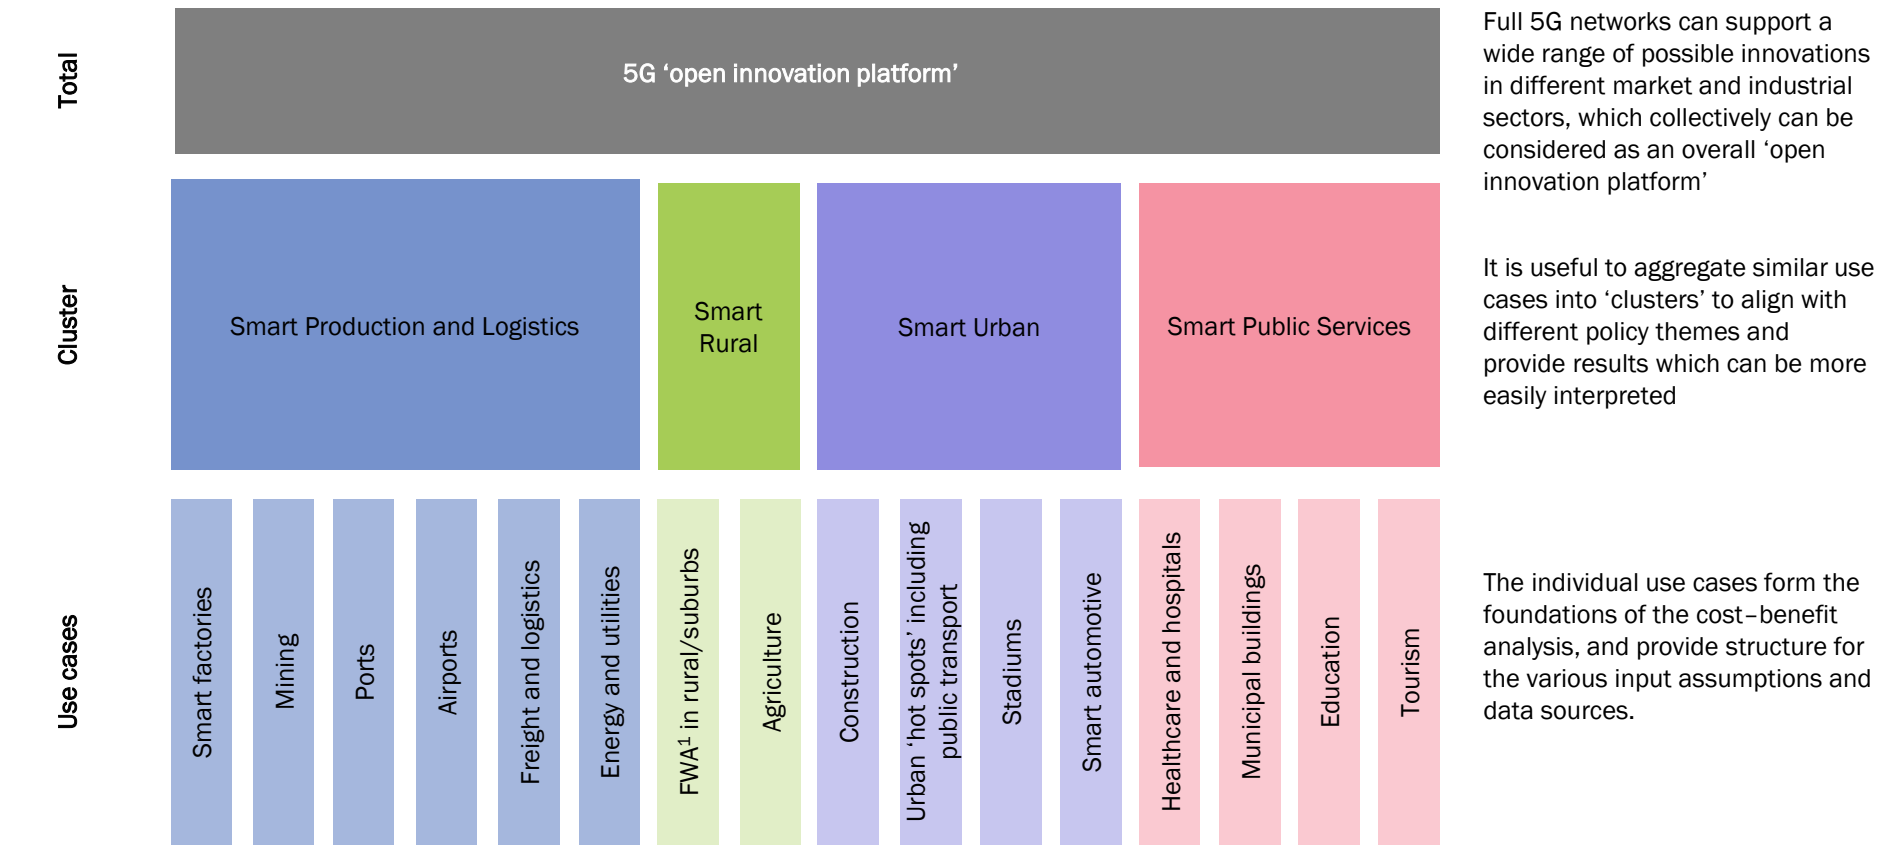 Total
5G ‘open innovation platform’
Full 5G networks can support a
wide range of possible innovations
in different market and industrial
sectors, which collectively can be
considered as an overall ‘open
innovation platform’
Cluster
Smart Production and Logistics
Smart
Rural
Smart Urban
Smart Public Services
It is useful to aggregate similar use
cases into ‘clusters’ to align with
different policy themes and
provide results which can be more
easily interpreted
Use cases
Smart factories
Mining
Ports
Airports
Freight and logistics
Energy and utilities
FWA¹ in rural/suburbs
Agriculture
Construction
Urban ‘hot spots’ including
public transport
Stadiums
Smart automotive
Healthcare and hospitals
Municipal buildings
Education
Tourism
The individual use cases form the
foundations of the cost–benefit
analysis, and provide structure for
the various input assumptions and
data sources.